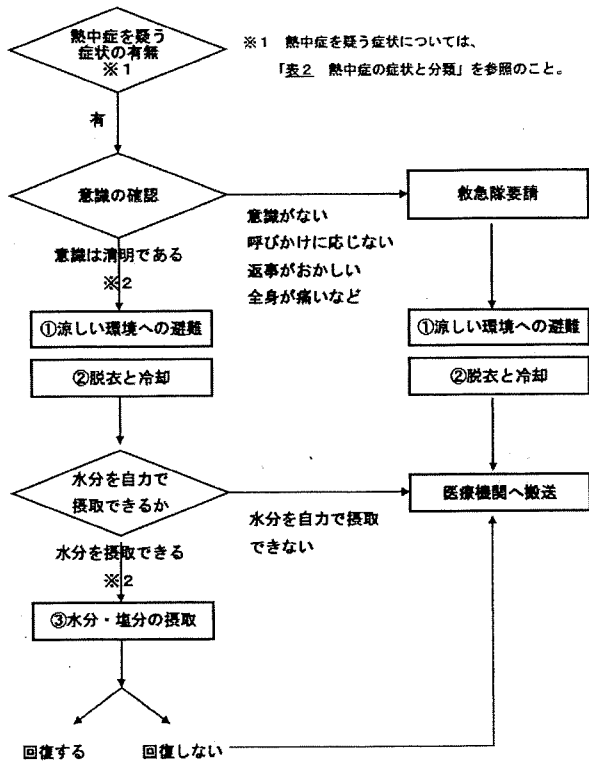 熱中症を疑う
症状の有無
※1
※1 熱中症を疑う症状については、
「表2 熱中症の症状と分類」を参照のこと。
有
意識の確認
救急隊要請
意識がない
呼びかけに応じない
返事がおかしい
全身が痛いなど
意識は清明である
※2
①涼しい環境への避難
①涼しい環境への避難
②脱衣と冷却
②脱衣と冷却
水分を自力で
摂取できるか
医療機関へ搬送
水分を自力で摂取
できない
水分を摂取できる
※2
③水分・塩分の摂取
回復する
回復しない